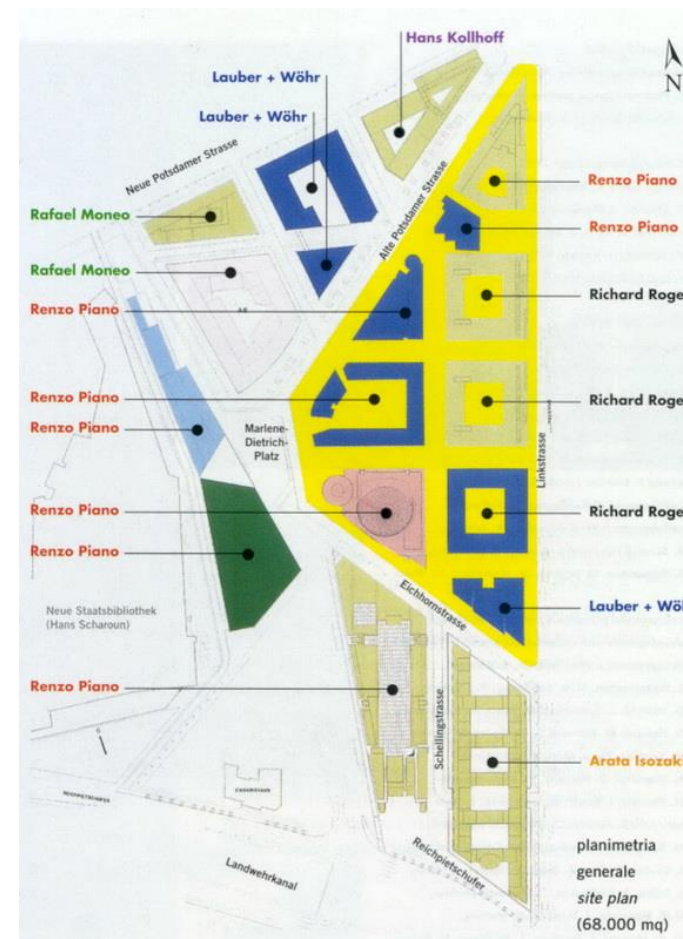 Hans Kollhoff
Lauber + Wöhr
Lauber + Wöhr
N
Neue Potsdamer Strasse
Alte Potsdamer Strasse
Renzo Piano
Rafael Moneo
Renzo Piano
Rafael Moneo
Richard Roge
Renzo Piano
Renzo Piano
Richard Roge
Renzo Piano
Marlene-
Dietrich-
Platz
Linkstrasse
Renzo Piano
Richard Roge
Renzo Piano
Eichhornstrasse
Neue Staatsbibliothek
(Hans Scharoun)
Lauber + Wöh
Renzo Piano
Schellingstrasse
Arata Isozaki
Reichpietschufer
Landwehrkanal
planimetria
generale
site plan
(68.000 mq)